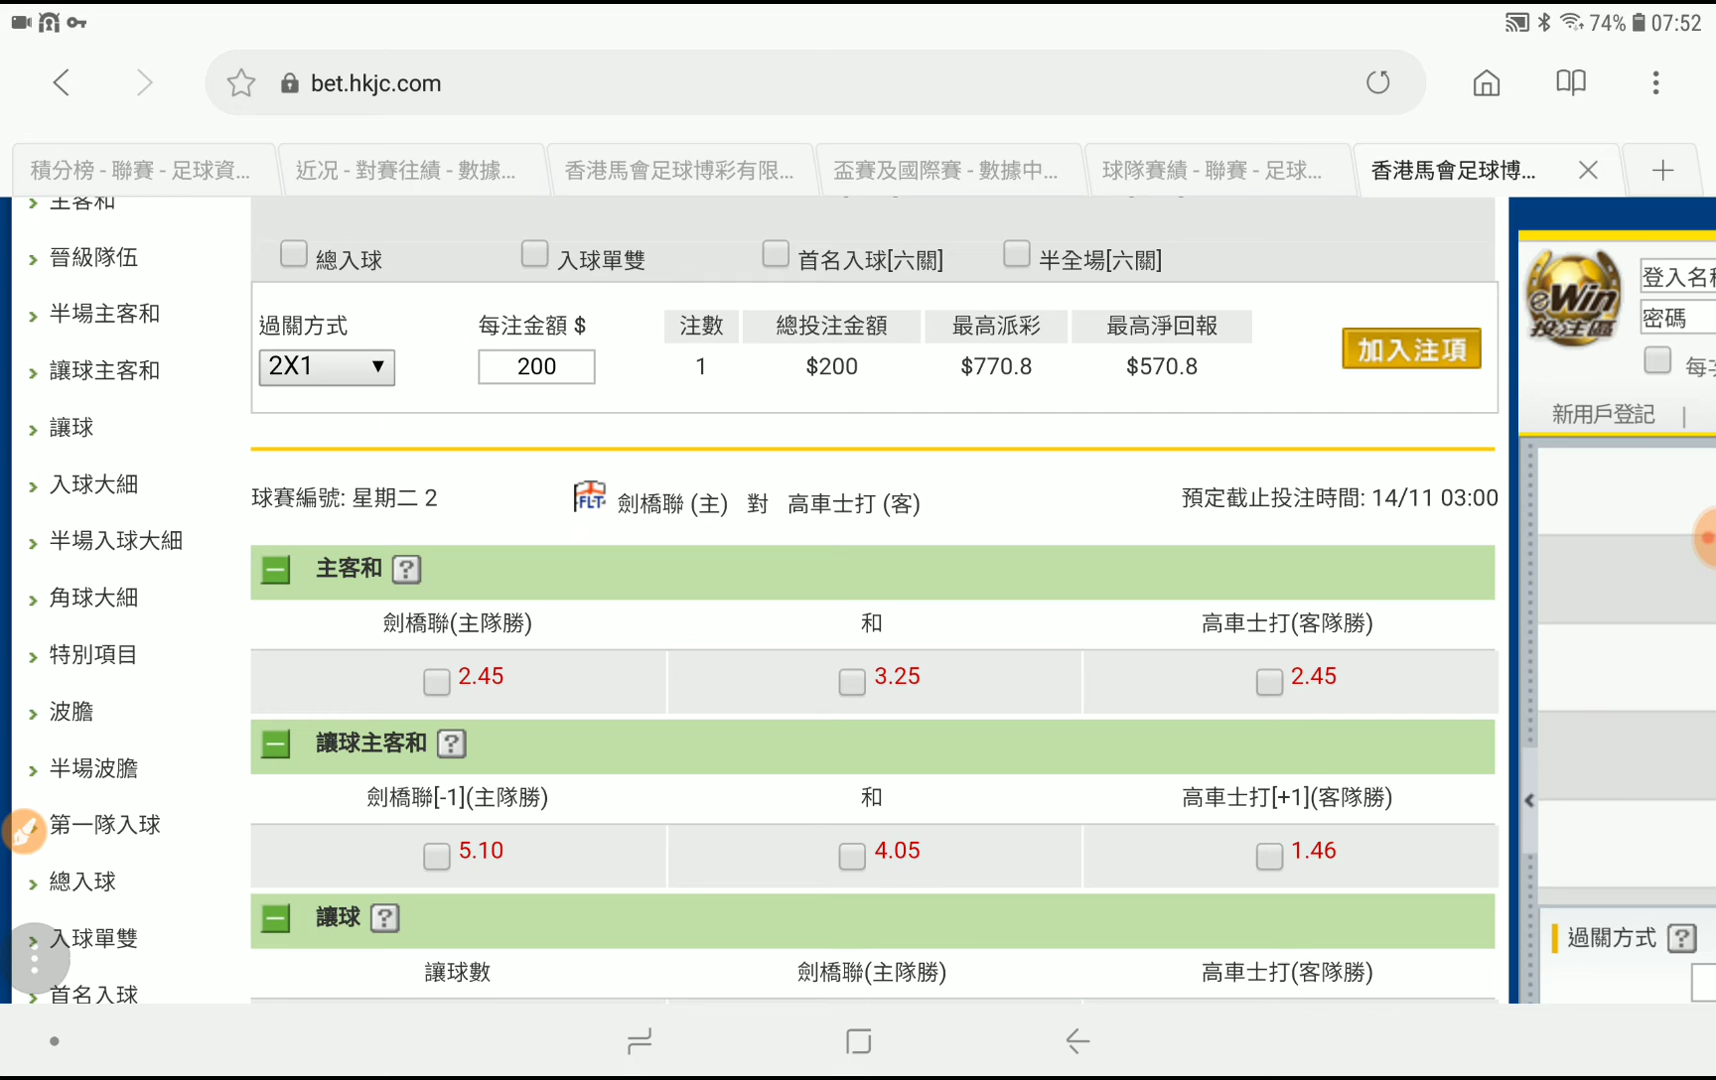 74% 07:52
bet.hkjc.com
積分榜 - 聯賽 - 足球資...
近況 - 對賽往績 - 數據...
香港馬會足球博彩有限...
盃賽及國際賽 - 數據中...
球隊賽績 - 聯賽 - 足球...
香港馬會足球博...
主客和
晉級隊伍
半場主客和
讓球主客和
讓球
入球大細
半場入球大細
角球大細
特別項目
波膽
半場波膽
第一隊入球
總入球
入球單雙
首名入球
總入球 入球單雙 首名入球[六關] 半全場[六關]
過關方式 每注金額 $ 注數 總投注金額 最高派彩 最高淨回報
2X1 200 1 $200 $770.8 $570.8
加入注項
球賽編號: 星期二 2 FLT 劍橋聯 (主) 對 高車士打 (客) 預定截止投注時間: 14/11 03:00
主客和 ?
劍橋聯(主隊勝) 和 高車士打(客隊勝)
2.45 3.25 2.45
讓球主客和 ?
劍橋聯[-1](主隊勝) 和 高車士打[+1](客隊勝)
5.10 4.05 1.46
讓球 ?
讓球數 劍橋聯(主隊勝) 高車士打(客隊勝)
eWin
投注區
登入名
密碼
每
新用戶登記 |
過關方式 ?